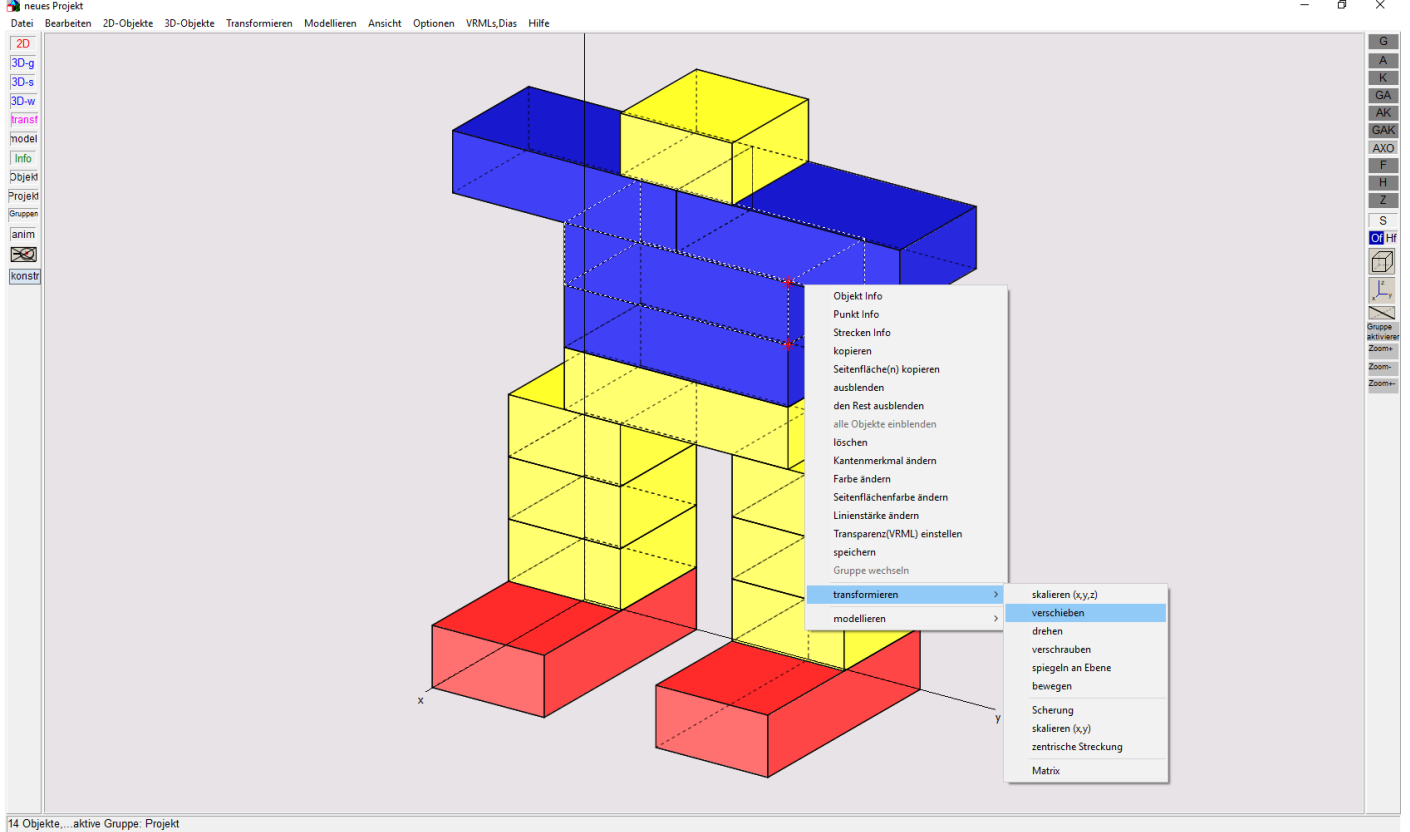 neues Projekt
Datei Bearbeiten 2D-Objekte 3D-Objekte Transformieren Modellieren Ansicht Optionen VRMLs,Dias Hilfe
2D
3D-g
3D-s
3D-w
transf
model
Info
Objekt
Projekt
Gruppen
anim
konstr
x
y
Objekt Info
Punkt Info
Strecken Info
kopieren
Seitenfläche(n) kopieren
ausblenden
den Rest ausblenden
alle Objekte einblenden
löschen
Kantenmerkmal ändern
Farbe ändern
Seitenflächenfarbe ändern
Linienstärke ändern
Transparenz(VRML) einstellen
speichern
Gruppe wechseln
transformieren >
modellieren >
skalieren (x,y,z)
verschieben
drehen
verschrauben
spiegeln an Ebene
bewegen
Scherung
skalieren (x,y)
zentrische Streckung
Matrix
G
A
K
GA
AK
GAK
AXO
F
H
Z
S
Of Hf
z
x y
Gruppe
aktivieren
Zoom+
Zoom-
Zoom+-
14 Objekte,...aktive Gruppe: Projekt